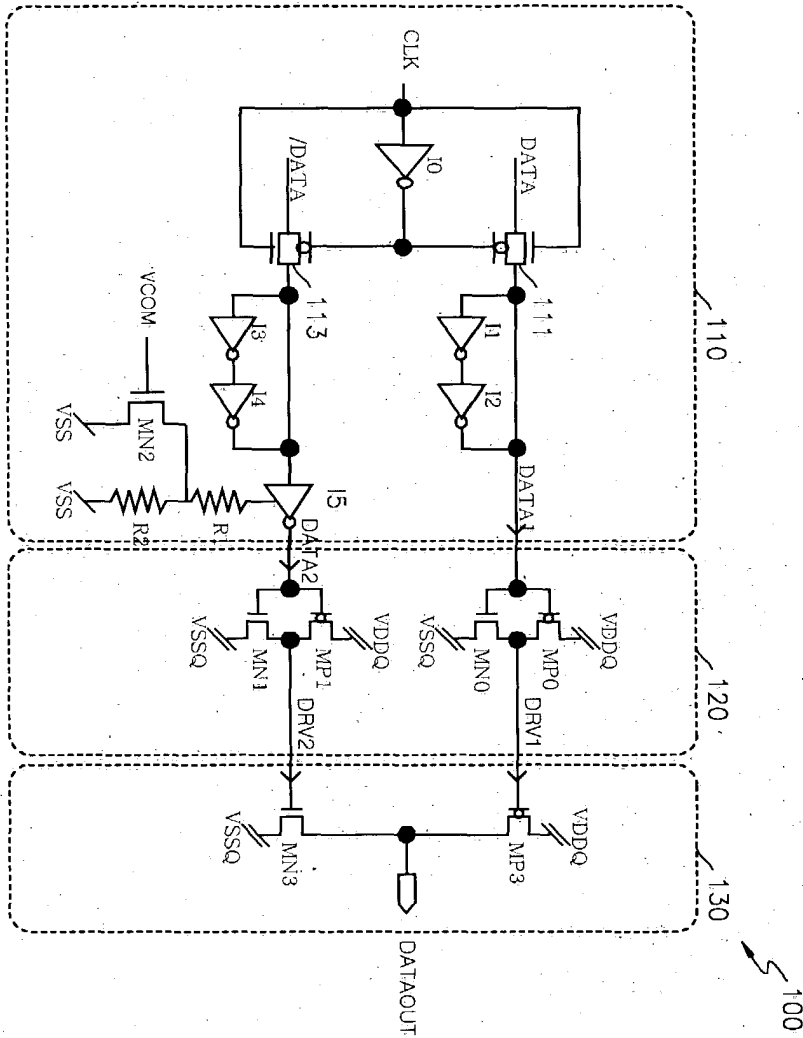 100
110
120
130
CLK
I0
DATA
/DATA
111
113
I1
I2
I3
I4
I5
DATA1
DATA2
VCOM
MN2
VSS
VSS
R1
R2
VDDQ
MP0
MN0
VSSQ
VDDQ
MP1
MN1
VSSQ
DRV1
DRV2
VDDQ
MP3
MN3
VSSQ
DATAOUT